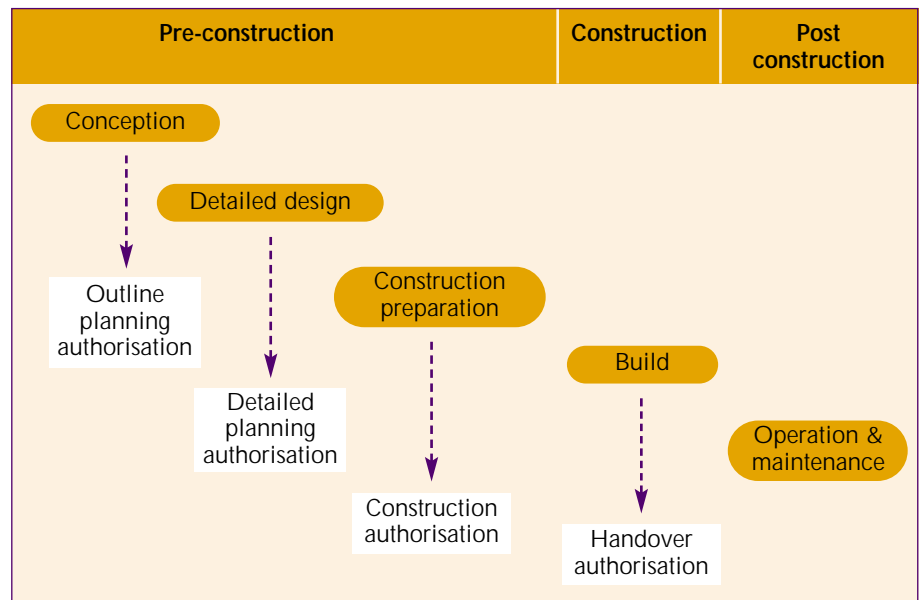 Pre-construction
Construction
Post
construction
Conception
Detailed design
Outline
planning
authorisation
Construction
preparation
Detailed
planning
authorisation
Build
Construction
authorisation
Operation &
maintenance
Handover
authorisation